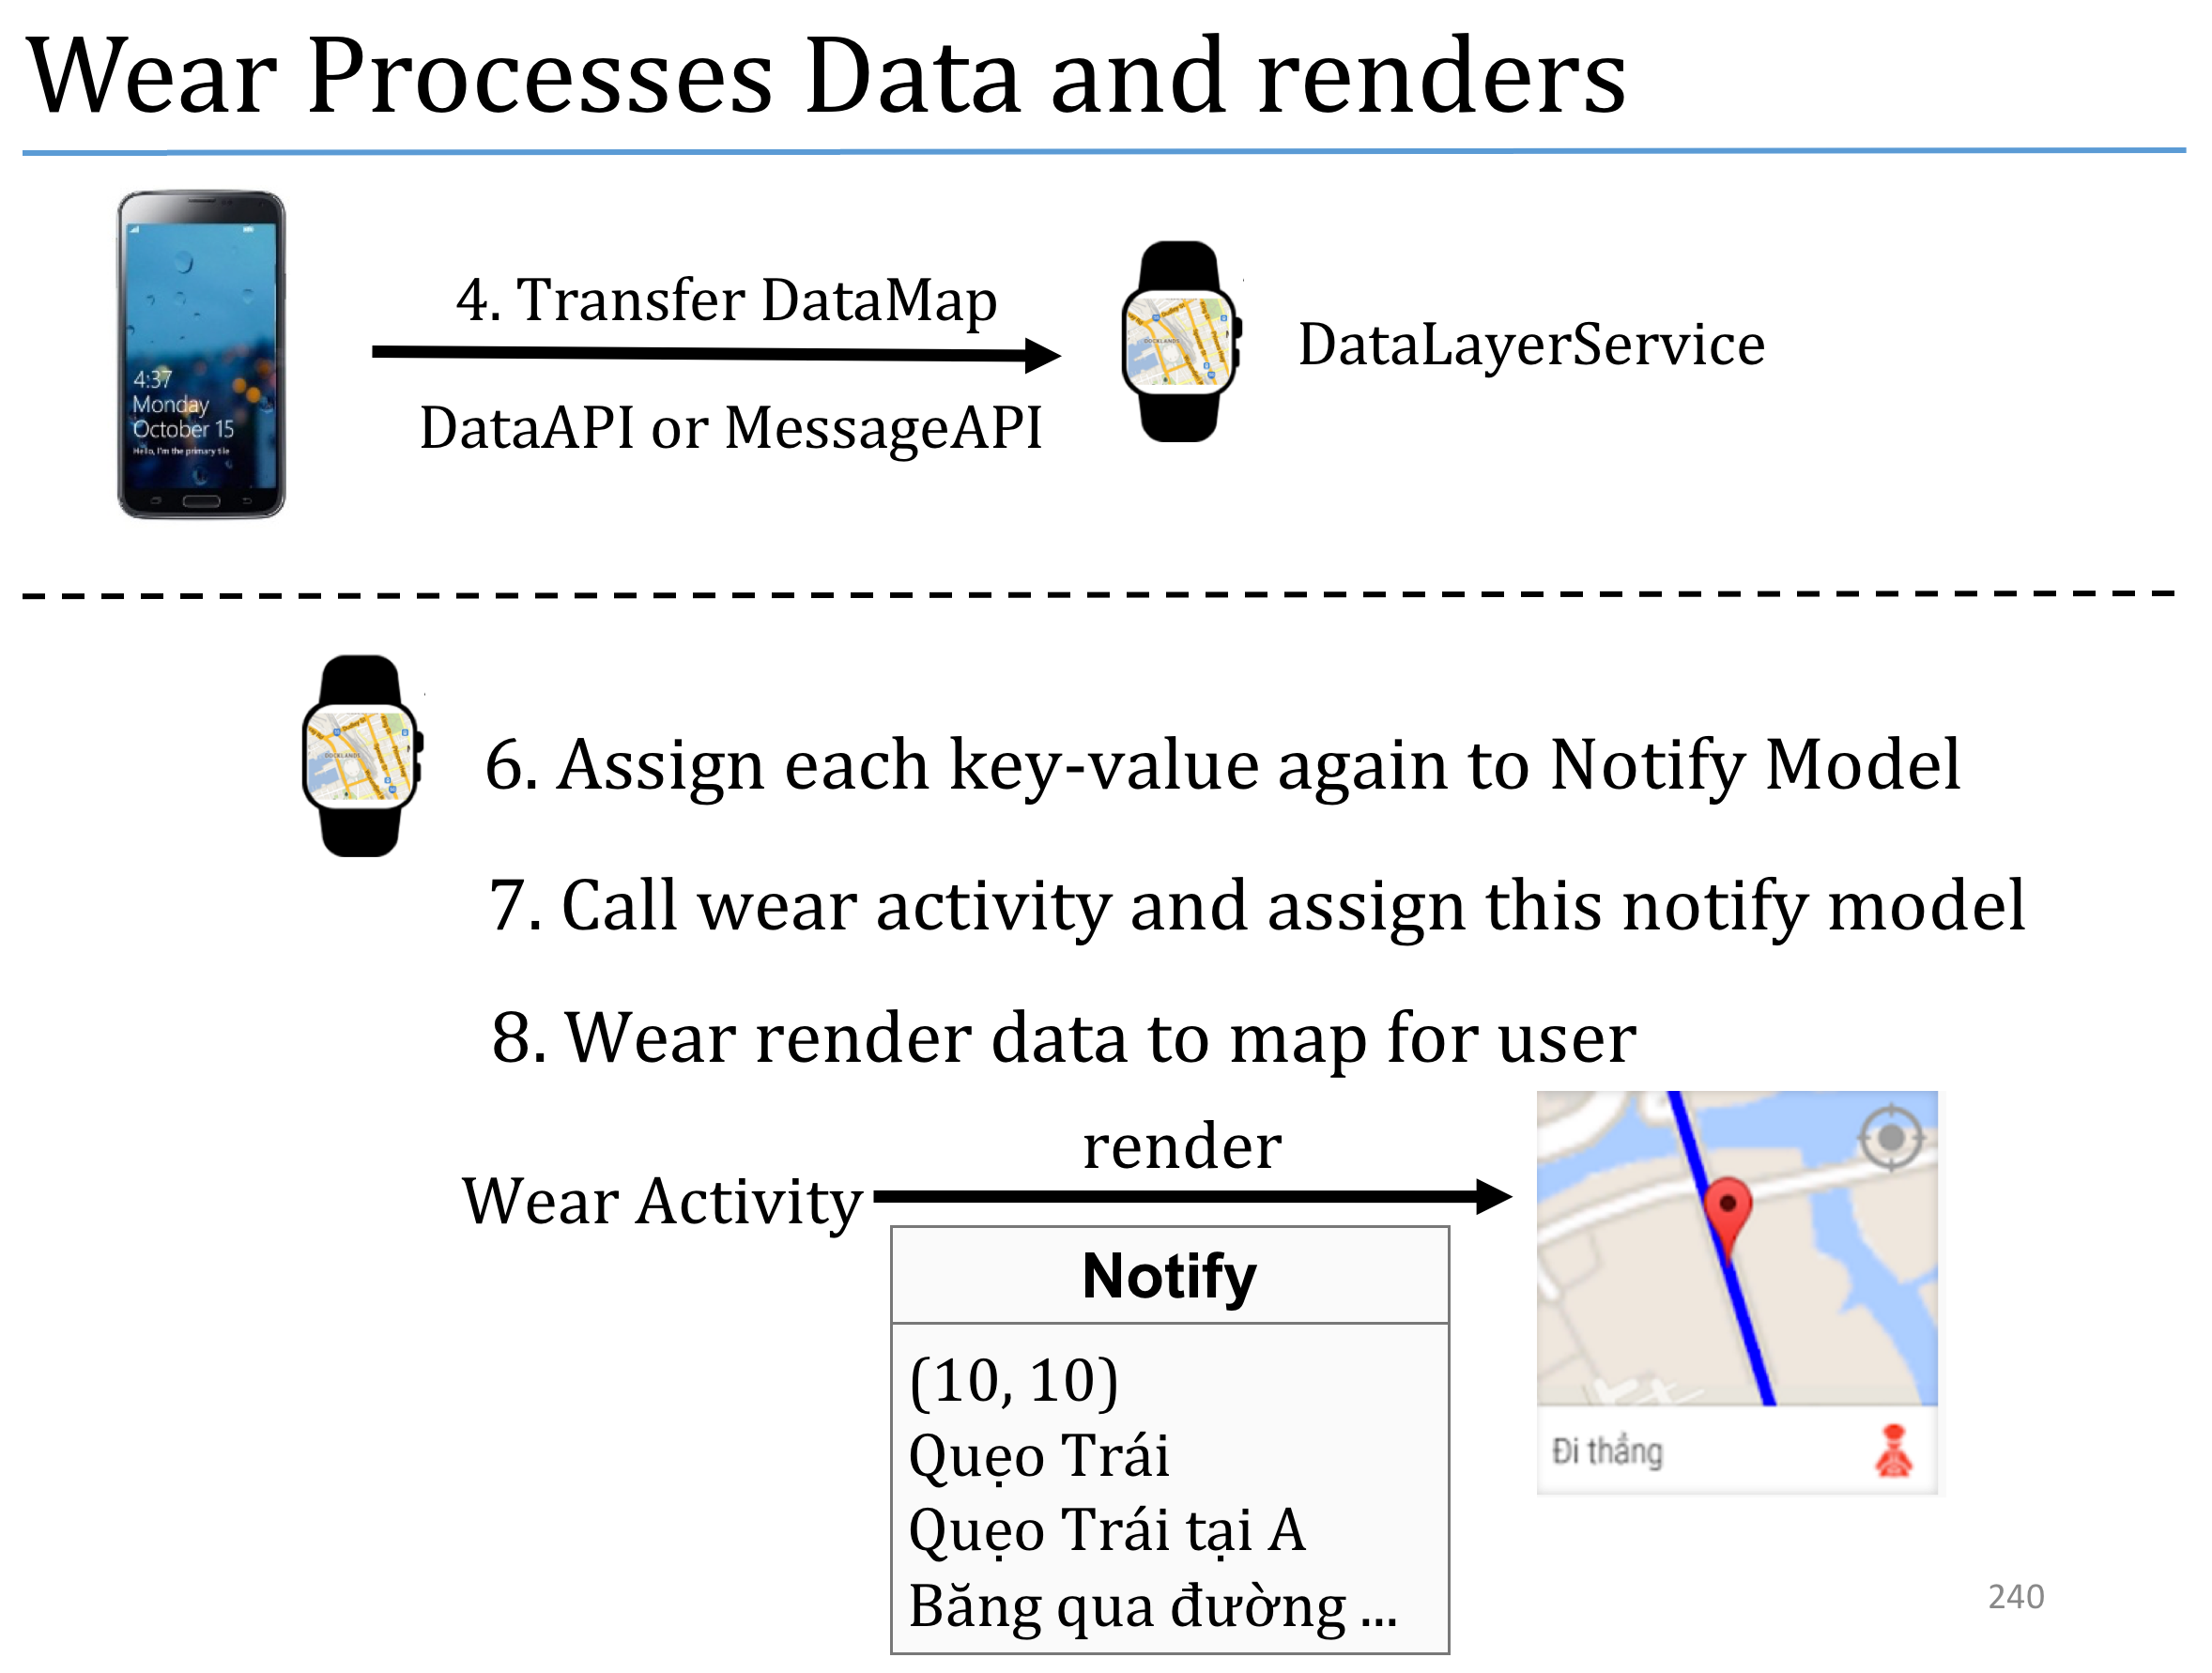 Wear Processes Data and renders
4:37
Monday
October 15
Hello, I'm the primary tile
4. Transfer DataMap
DataAPI or MessageAPI
DOCKLANDS
DataLayerService
DOCKLANDS
6. Assign each key-value again to Notify Model
7. Call wear activity and assign this notify model
8. Wear render data to map for user
Wear Activity
render
Notify
(10, 10)
Quẹo Trái
Quẹo Trái tại A
Băng qua đường ...
Đi thẳng
240